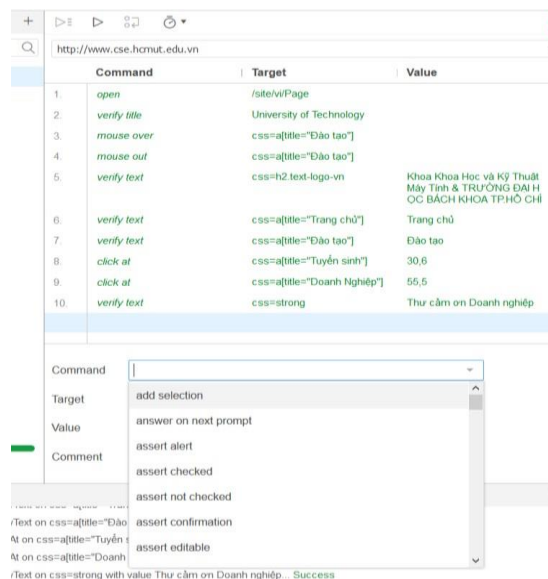 http://www.cse.hcmut.edu.vn
Command Target Value
1. open /site/vi/Page
2. verify title University of Technology
3. mouse over css=a[title="Đào tạo"]
4. mouse out css=a[title="Đào tạo"]
5. verify text css=h2.text-logo-vn Khoa Khoa Học và Kỹ Thuật
Máy Tính & TRƯỜNG ĐẠI H
ỌC BÁCH KHOA TP.HỒ CHÍ
6. verify text css=a[title="Trang chủ"] Trang chủ
7. verify text css=a[title="Đào tạo"] Đào tạo
8. click at css=a[title="Tuyển sinh"] 30,6
9. click at css=a[title="Doanh Nghiệp"] 55,5
10. verify text css=strong Thư cảm ơn Doanh nghiệp
Command
add selection
Target
answer on next prompt
Value
assert alert
Comment
assert checked
assert not checked
assert confirmation
assert editable
yText on css=a[title="Đào
At on css=a[title="Tuyển s
At on css=a[title="Doanh
yText on css=strong with value Thư cảm ơn Doanh nghiệp... Success